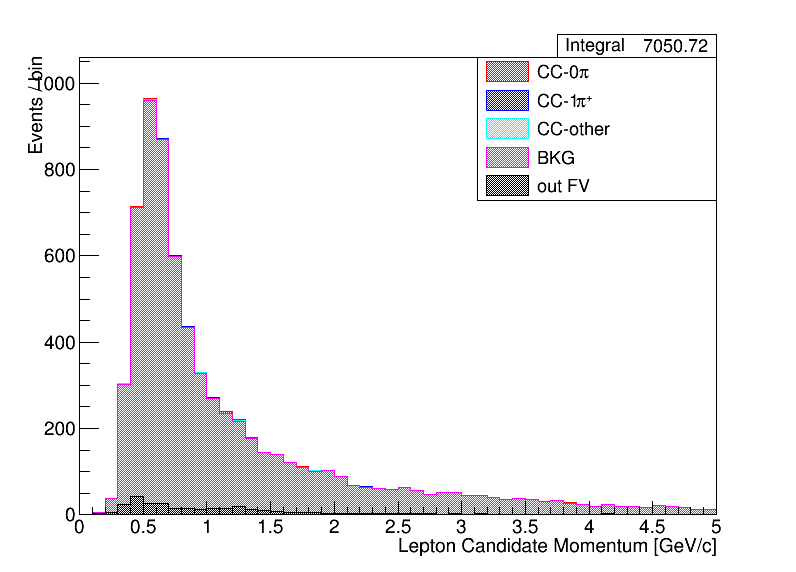 Integral 7050.72
Events / bin
CC-0π
CC-1π⁺
CC-other
BKG
out FV
1000
800
600
400
200
0
0 0.5 1 1.5 2 2.5 3 3.5 4 4.5 5
Lepton Candidate Momentum [GeV/c]